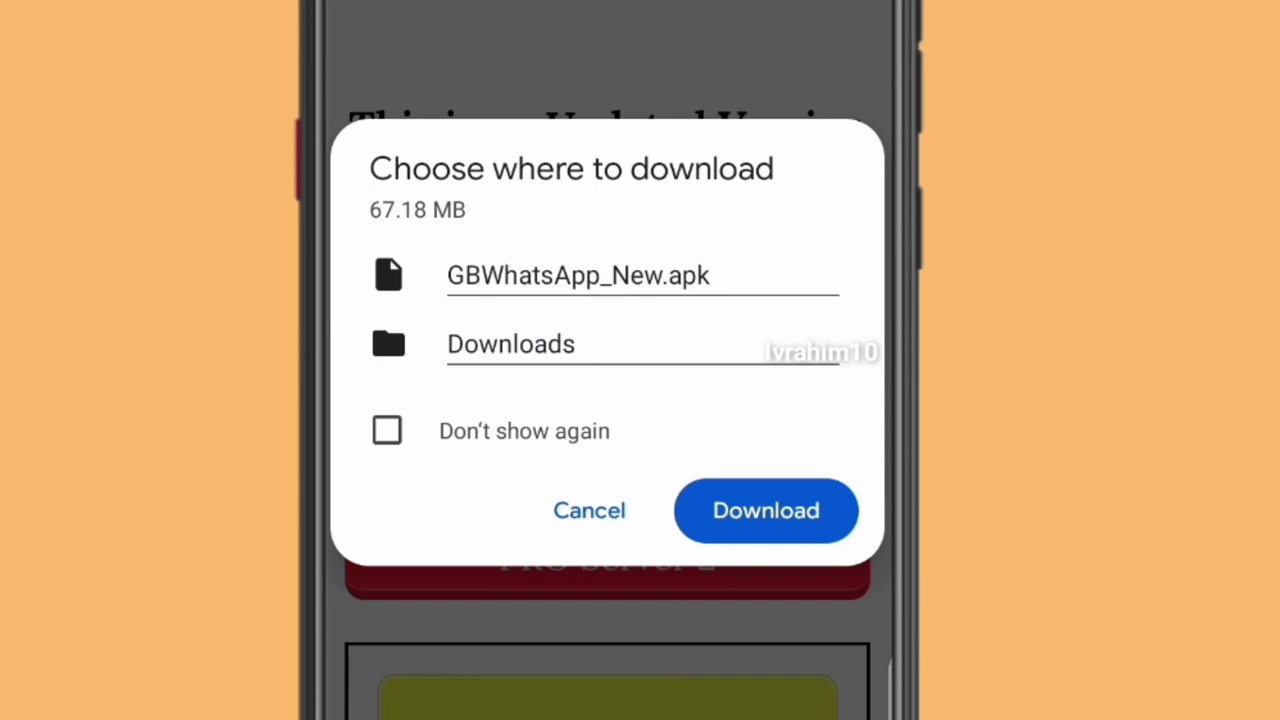 Choose where to download
67.18 MB
GBWhatsApp_New.apk
Downloads
Ivrahim10
Don't show again
Cancel
Download